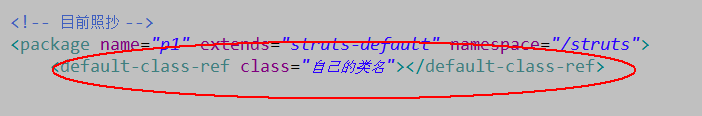 <!-- 目前照抄 -->
<package name="p1" extends="struts-default" namespace="/struts">
<default-class-ref class="自己的类名"></default-class-ref>